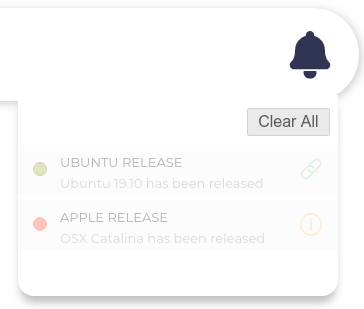 Clear All
UBUNTU RELEASE
Ubuntu 19.10 has been released
APPLE RELEASE
OSX Catalina has been released